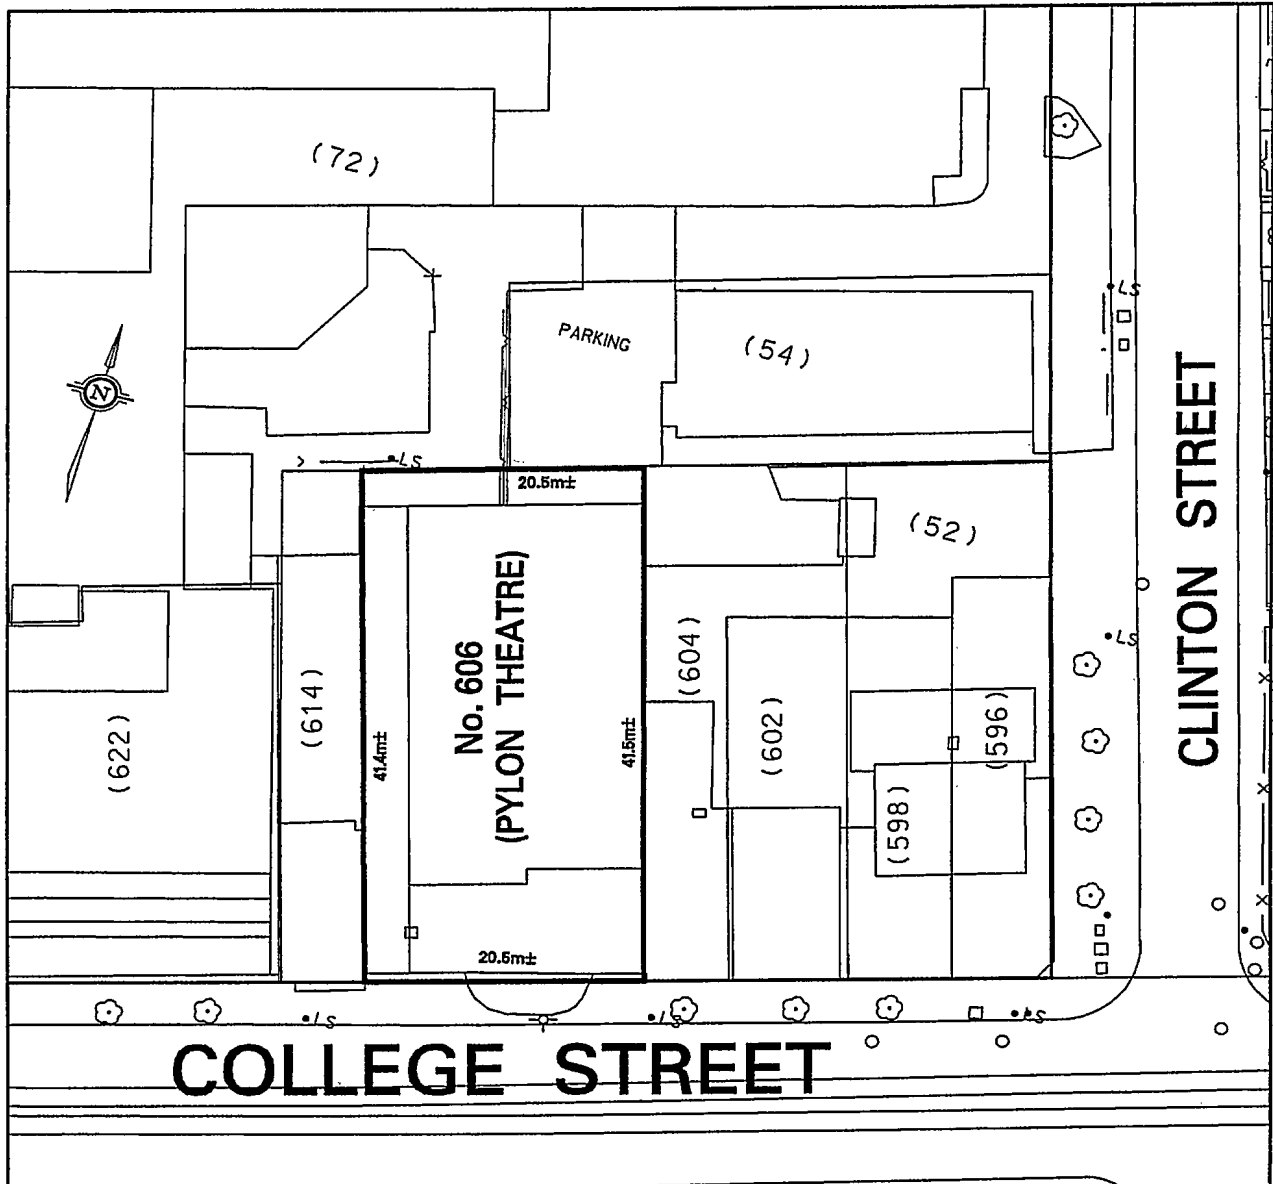 (72)
LS
PARKING
(54)
N
LS
20.5m±
(52)
CLINTON STREET
No. 606
(PYLON THEATRE)
LS
(604)
(614)
41.4m±
41.5m±
(622)
(602)
(596)
(598)
20.5m±
LS
LS
LS
COLLEGE STREET